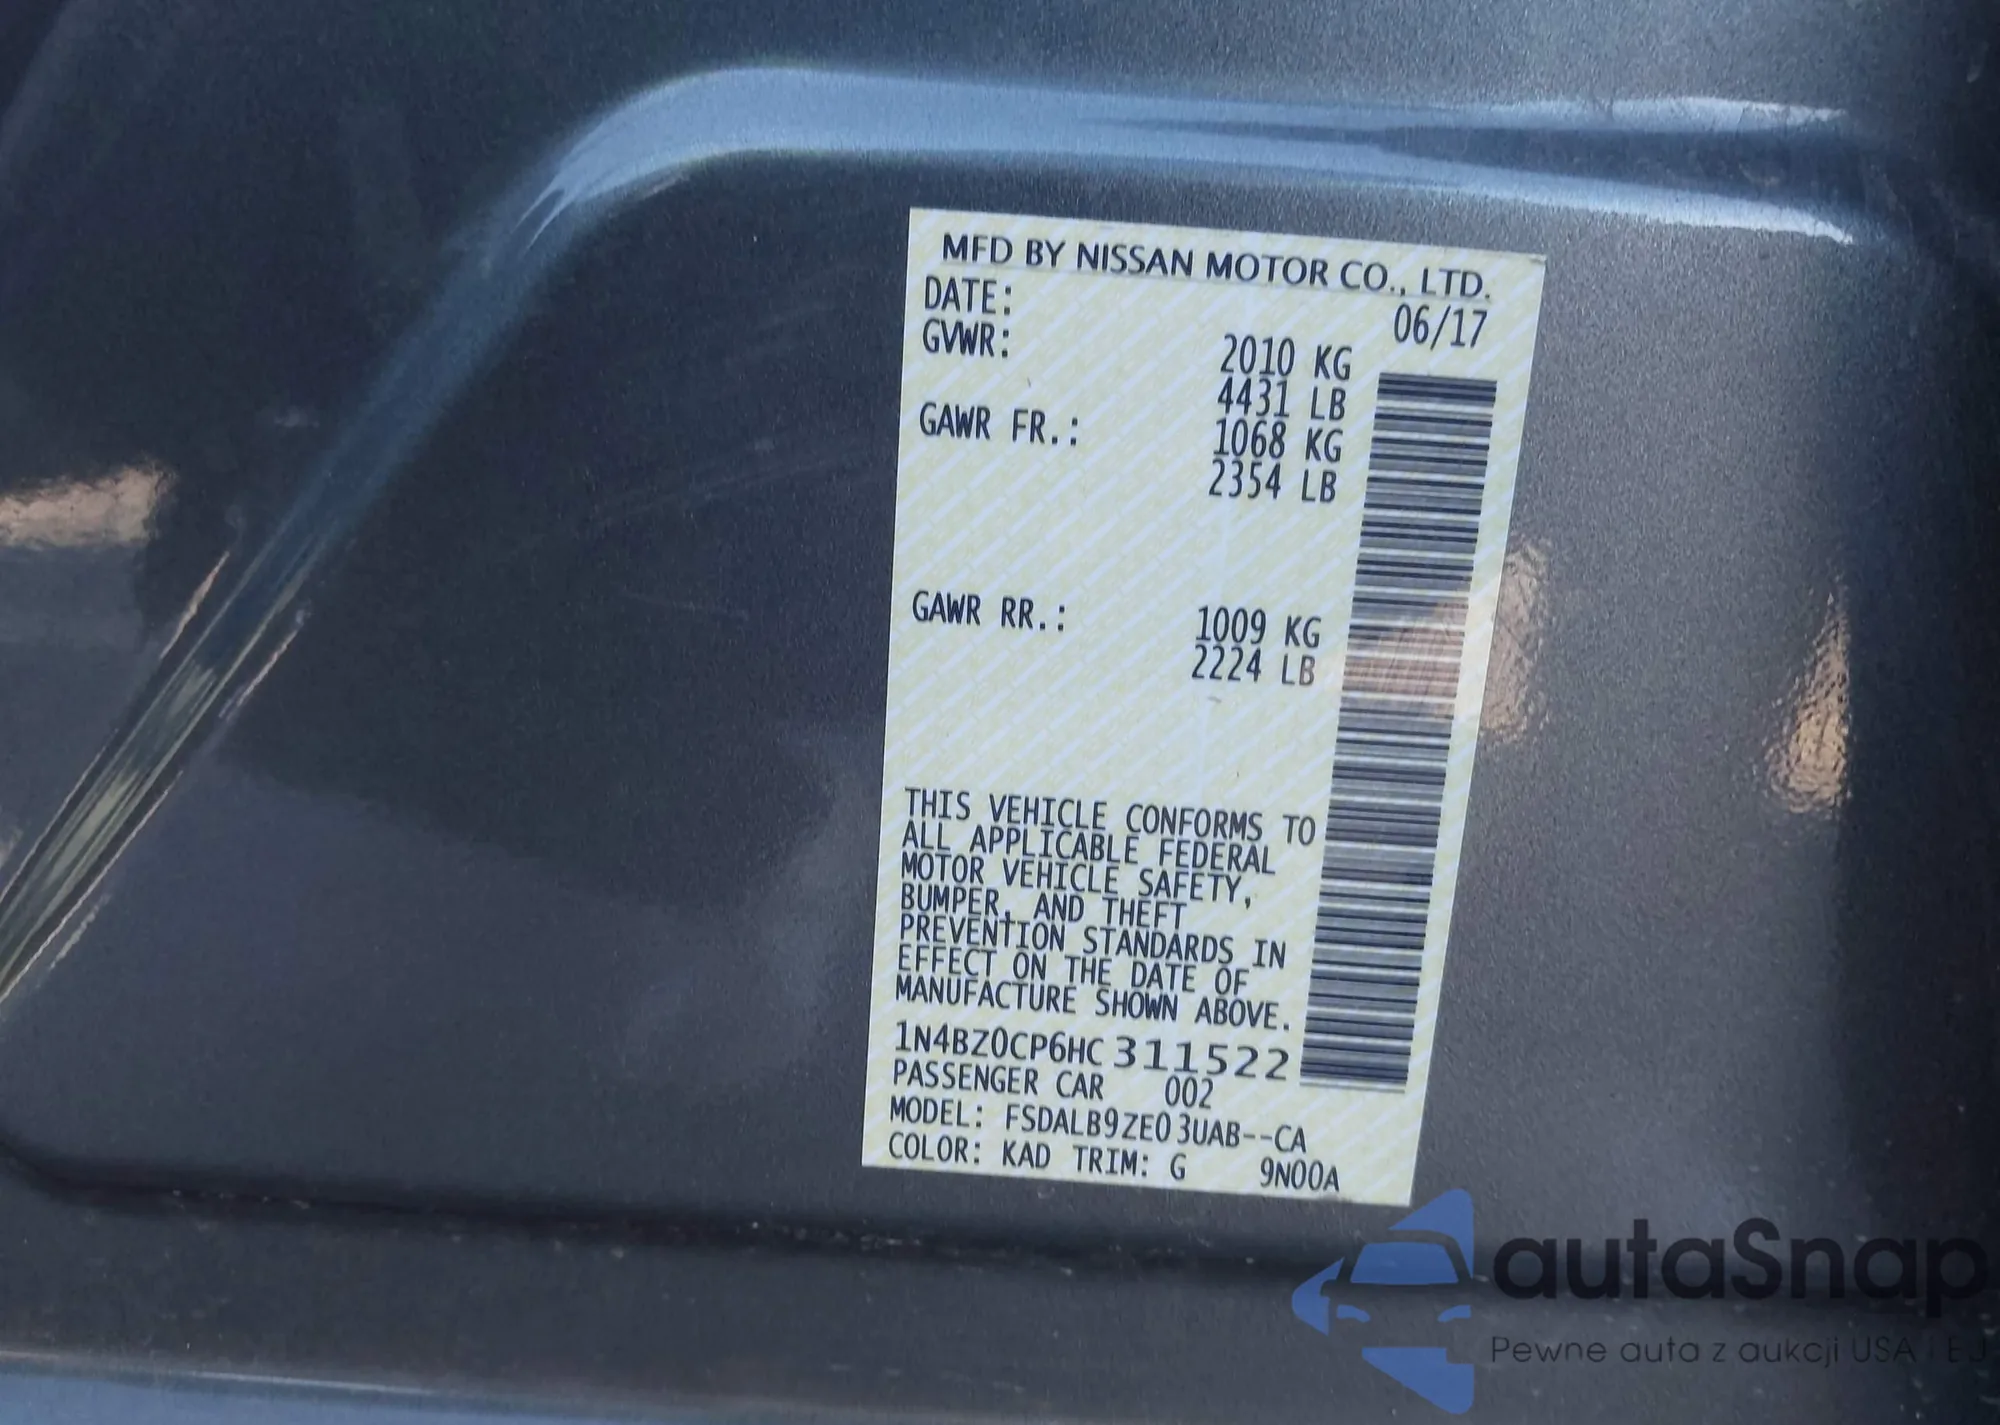 MFD BY NISSAN MOTOR CO., LTD.
DATE: 06/17
GVWR: 2010 KG
4431 LB
GAWR FR.: 1068 KG
2354 LB
GAWR RR.: 1009 KG
2224 LB
THIS VEHICLE CONFORMS TO
ALL APPLICABLE FEDERAL
MOTOR VEHICLE SAFETY,
BUMPER, AND THEFT
PREVENTION STANDARDS IN
EFFECT ON THE DATE OF
MANUFACTURE SHOWN ABOVE.
1N4BZ0CP6HC 311522
PASSENGER CAR 002
MODEL: FSDALB9ZE03UAB--CA
COLOR: KAD TRIM: G 9N00A
autaSnap
Pewne auta z aukcji USA i EU